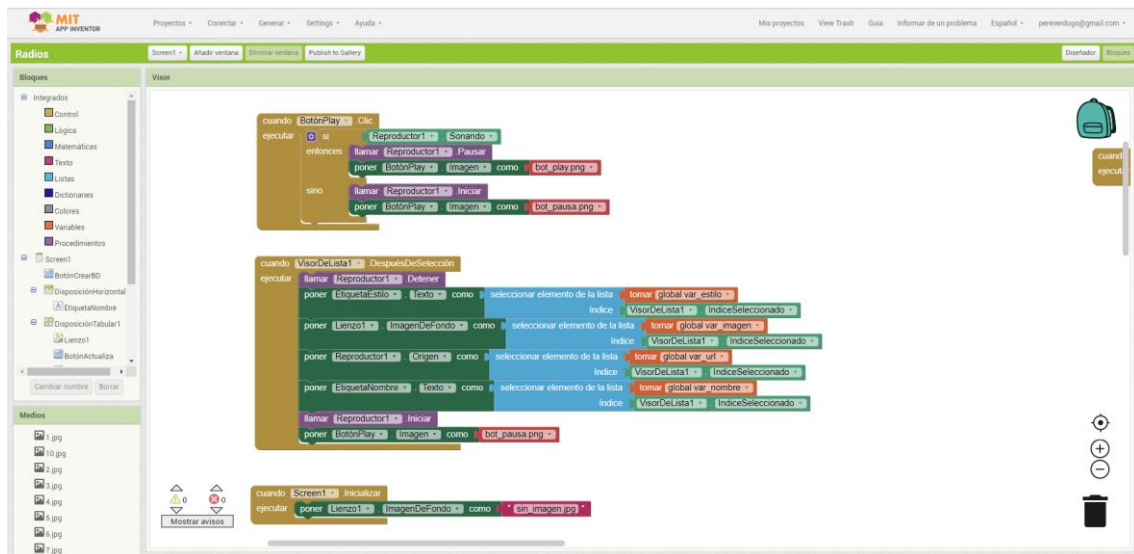 MIT
APP INVENTOR
Proyectos Conectar Generar Settings Ayuda
Mis proyectos View Trash Guía Informar de un problema Español pereverdugo@gmail.com
Radios
Screen1 Añadir ventana Eliminar ventana Publish to Gallery
Diseñador Bloques
Bloques
Visor
Integrados
Control
Lógica
Matemáticas
Texto
Listas
Dictionaries
Colores
Variables
Procedimientos
Screen1
BotónCrearBD
DisposiciónHorizontal
EtiquetaNombre
DisposiciónTabular1
Lienzo1
BotónActualiza
Cambiar nombre Borrar
Medios
1.jpg
10.jpg
2.jpg
3.jpg
4.jpg
5.jpg
6.jpg
7.jpg
cuando BotónPlay .Clic
ejecutar si Reproductor1 . Sonando
entonces llamar Reproductor1 .Pausar
poner BotónPlay . Imagen como bot_play.png
sino llamar Reproductor1 .Iniciar
poner BotónPlay . Imagen como bot_pausa.png
cuando VisorDeLista1 .DespuésDeSelección
ejecutar llamar Reproductor1 .Detener
poner EtiquetaEstilo . Texto como seleccionar elemento de la lista tomar global var_estilo
índice VisorDeLista1 . IndiceSeleccionado
poner Lienzo1 . ImagenDeFondo como seleccionar elemento de la lista tomar global var_imagen
índice VisorDeLista1 . IndiceSeleccionado
poner Reproductor1 . Origen como seleccionar elemento de la lista tomar global var_url
índice VisorDeLista1 . IndiceSeleccionado
poner EtiquetaNombre . Texto como seleccionar elemento de la lista tomar global var_nombre
índice VisorDeLista1 . IndiceSeleccionado
llamar Reproductor1 .Iniciar
poner BotónPlay . Imagen como bot_pausa.png
cuando Screen1 .Inicializar
ejecutar poner Lienzo1 . ImagenDeFondo como " sin_imagen.jpg "
0 0
Mostrar avisos
cuando